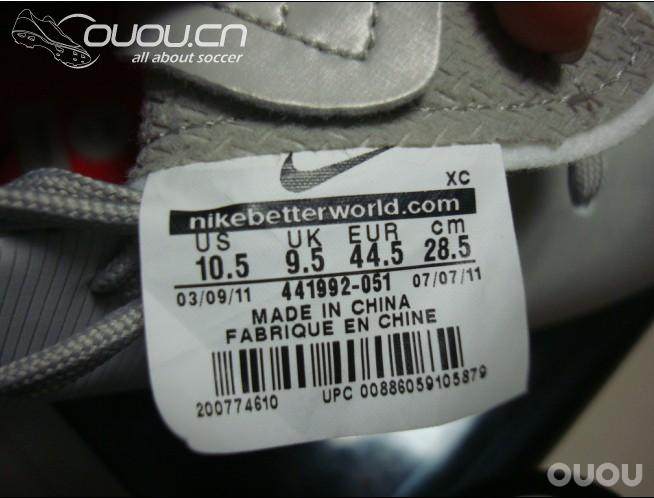 OUOU.CN
all about soccer
XC
nikebetterworld.com
US UK EUR cm
10.5 9.5 44.5 28.5
03/09/11 441992-051 07/07/11
MADE IN CHINA
FABRIQUE EN CHINE
200774610 UPC 00886059105879
OUOU